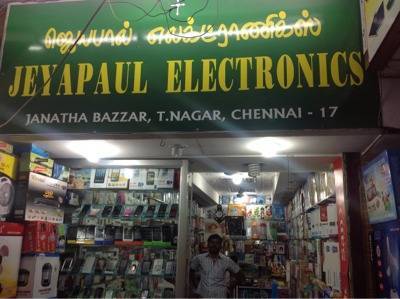 ஜெயபால் எலக்ட்ரானிக்ஸ்
JEYAPAUL ELECTRONICS
JANATHA BAZZAR, T.NAGAR, CHENNAI - 17